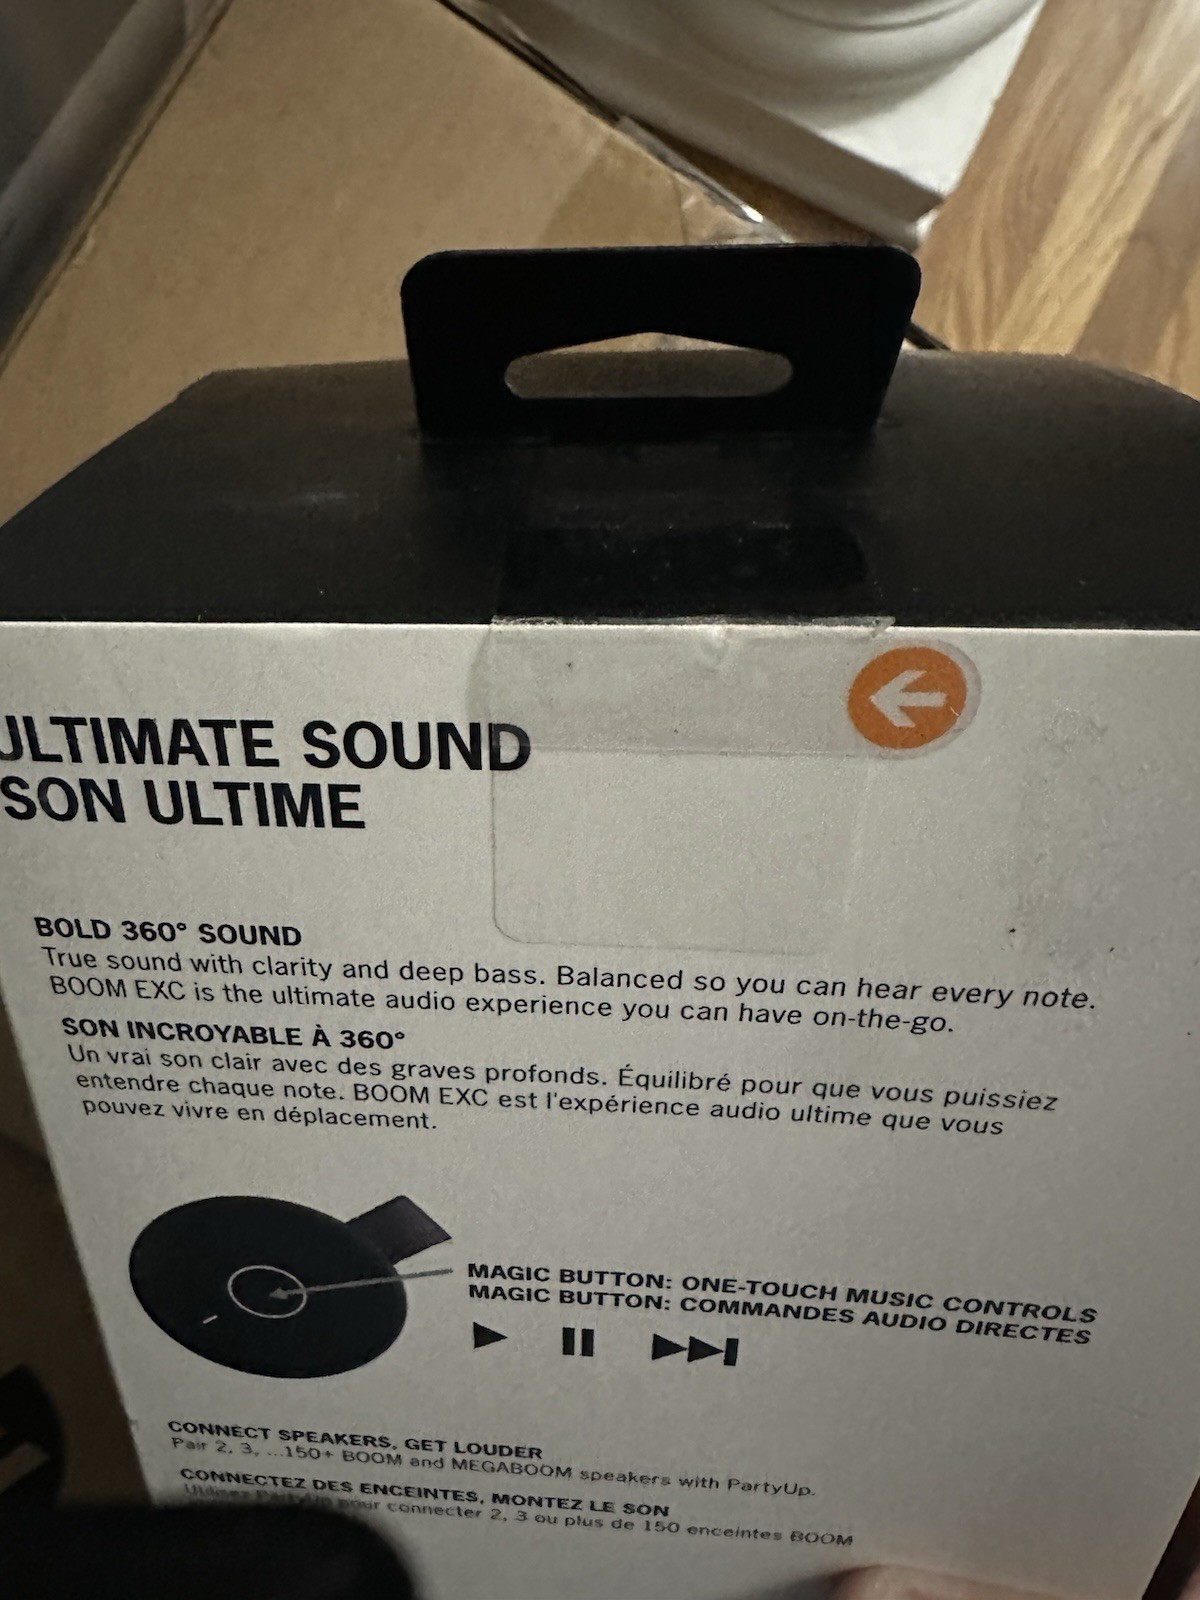 ULTIMATE SOUND
SON ULTIME
BOLD 360° SOUND
True sound with clarity and deep bass. Balanced so you can hear every note.
BOOM EXC is the ultimate audio experience you can have on-the-go.
SON INCROYABLE À 360°
Un vrai son clair avec des graves profonds. Équilibré pour que vous puissiez
entendre chaque note. BOOM EXC est l'expérience audio ultime que vous
pouvez vivre en déplacement.
MAGIC BUTTON: ONE-TOUCH MUSIC CONTROLS
MAGIC BUTTON: COMMANDES AUDIO DIRECTES
CONNECT SPEAKERS, GET LOUDER
Pair 2, 3, ...150+ BOOM and MEGABOOM speakers with PartyUp.
CONNECTEZ DES ENCEINTES, MONTEZ LE SON
Utilisez PartyUp pour connecter 2, 3 ou plus de 150 enceintes BOOM